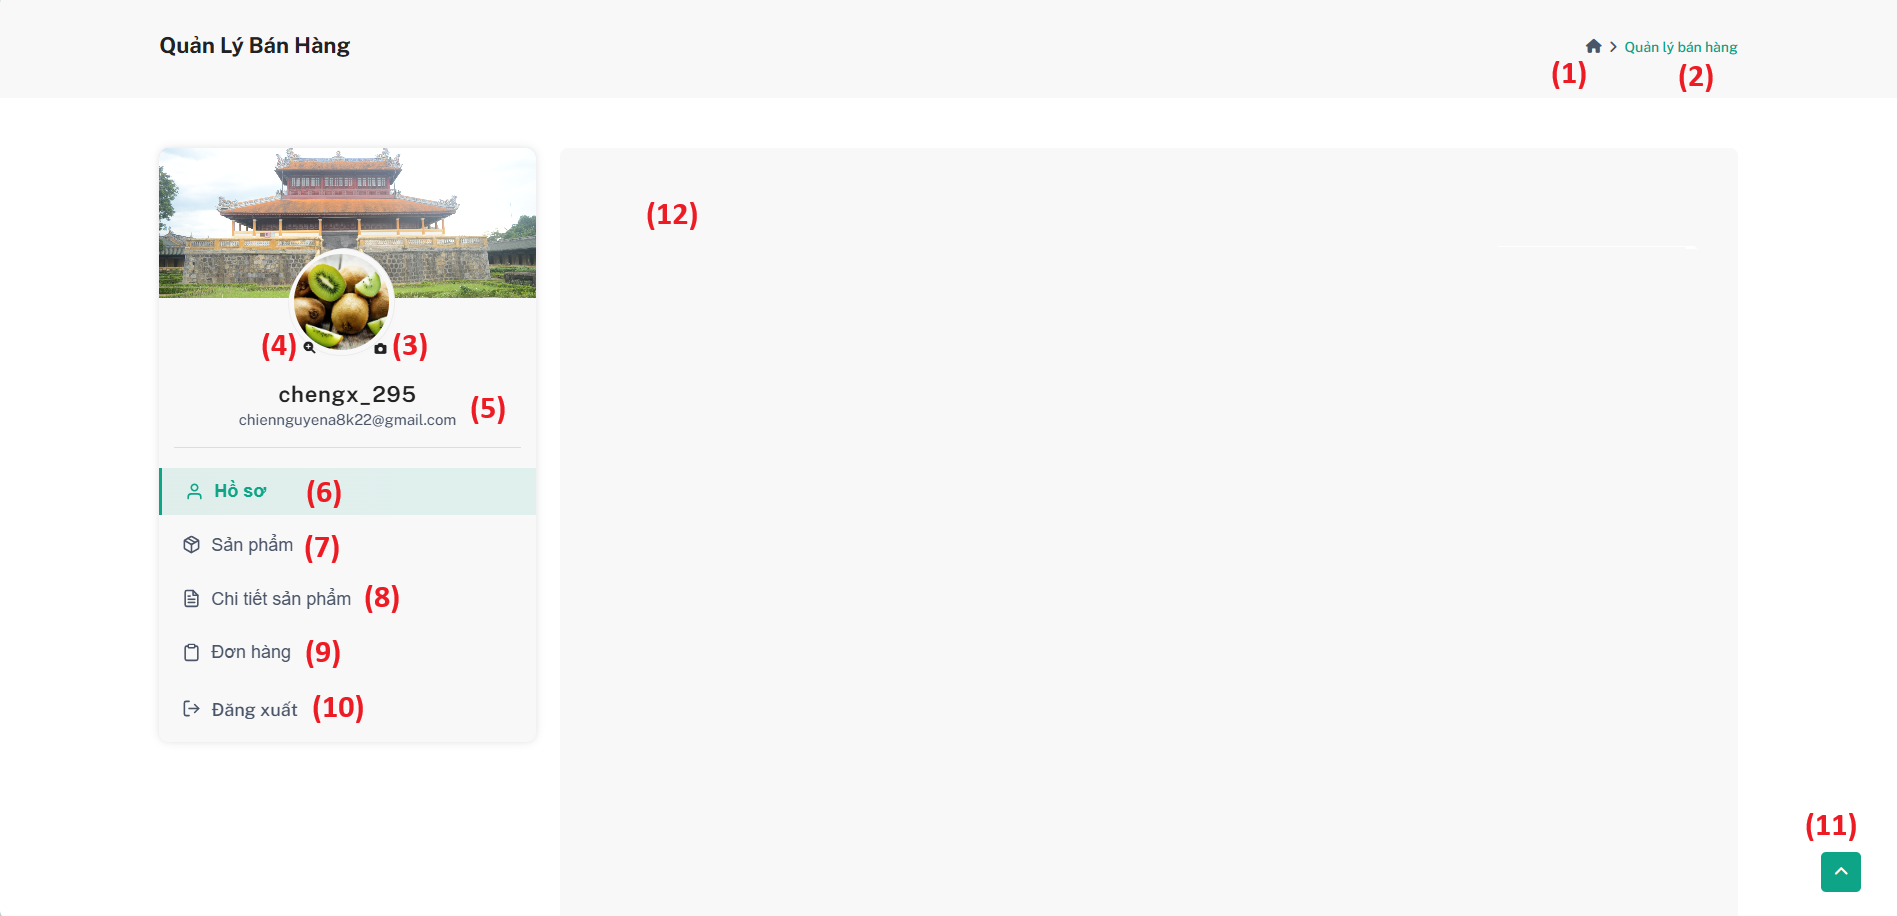 Quản Lý Bán Hàng
Quản lý bán hàng
(1)
(2)
(12)
(4)
(3)
chengx_295
chiennguyena8k22@gmail.com
(5)
Hồ sơ (6)
Sản phẩm (7)
Chi tiết sản phẩm (8)
Đơn hàng (9)
Đăng xuất (10)
(11)